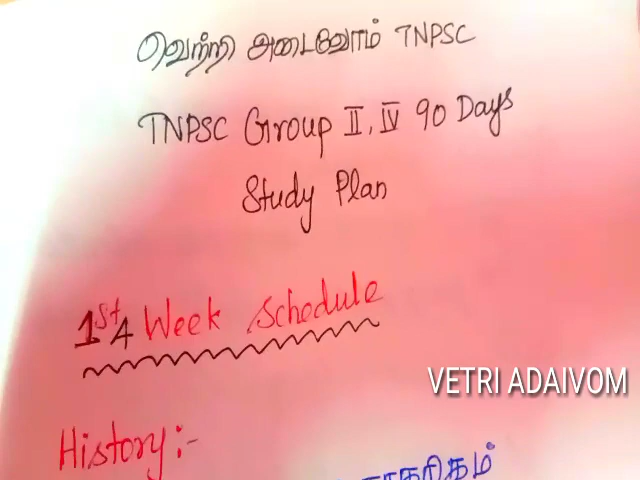 வெற்றி அடைவோம் TNPSC
TNPSC Group II, IV 90 Days
Study Plan
1st 4 Week Schedule
VETRI ADAIVOM
History:-